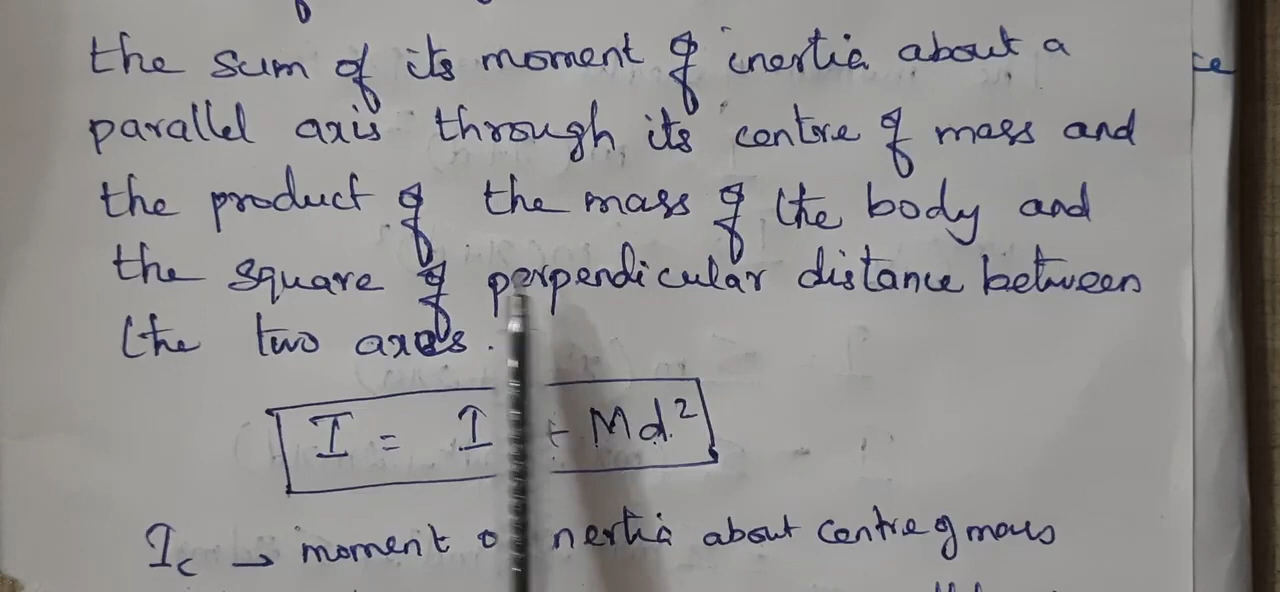 the sum of its moment of inertia about a
parallel axis through its centre of mass and
the product of the mass of the body and
the square of perpendicular distance between
the two axes.
I = I + Md²
I_c → moment o nertia about centre of mass